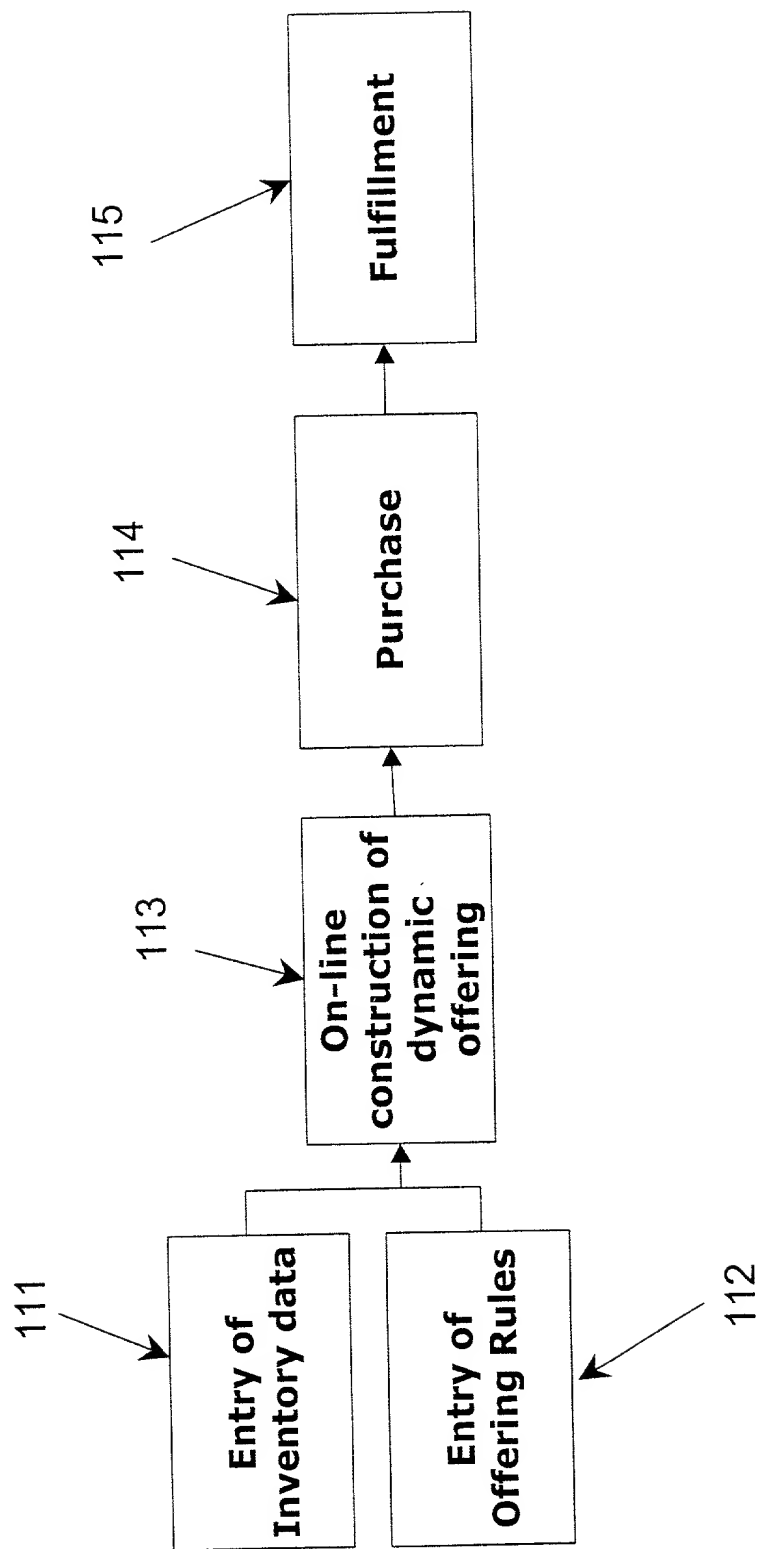 111
Entry of
Inventory data
112
Entry of
Offering Rules
113
On-line
construction of
dynamic
offering
114
Purchase
115
Fulfillment